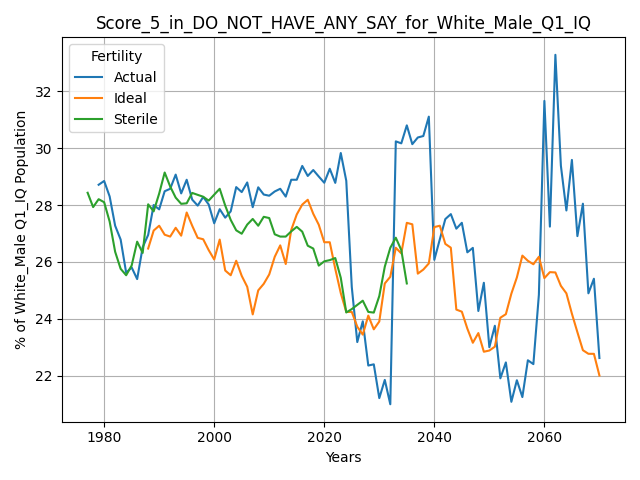 Score_5_in_DO_NOT_HAVE_ANY_SAY_for_White_Male_Q1_IQ
Fertility
Actual
Ideal
Sterile
% of White_Male Q1_IQ Population
32
30
28
26
24
22
1980
2000
2020
2040
2060
Years